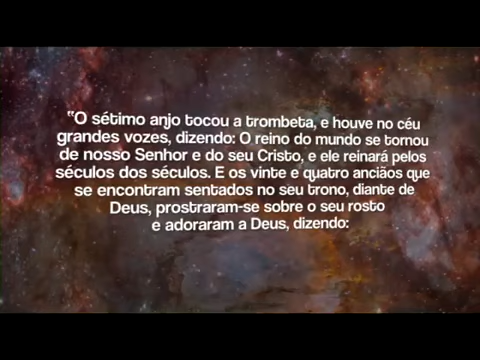 "O sétimo anjo tocou a trombeta, e houve no céu
grandes vozes, dizendo: O reino do mundo se tornou
de nosso Senhor e do seu Cristo, e ele reinará pelos
séculos dos séculos. E os vinte e quatro anciãos que
se encontram sentados no seu trono, diante de
Deus, prostraram-se sobre o seu rosto
e adoraram a Deus, dizendo: